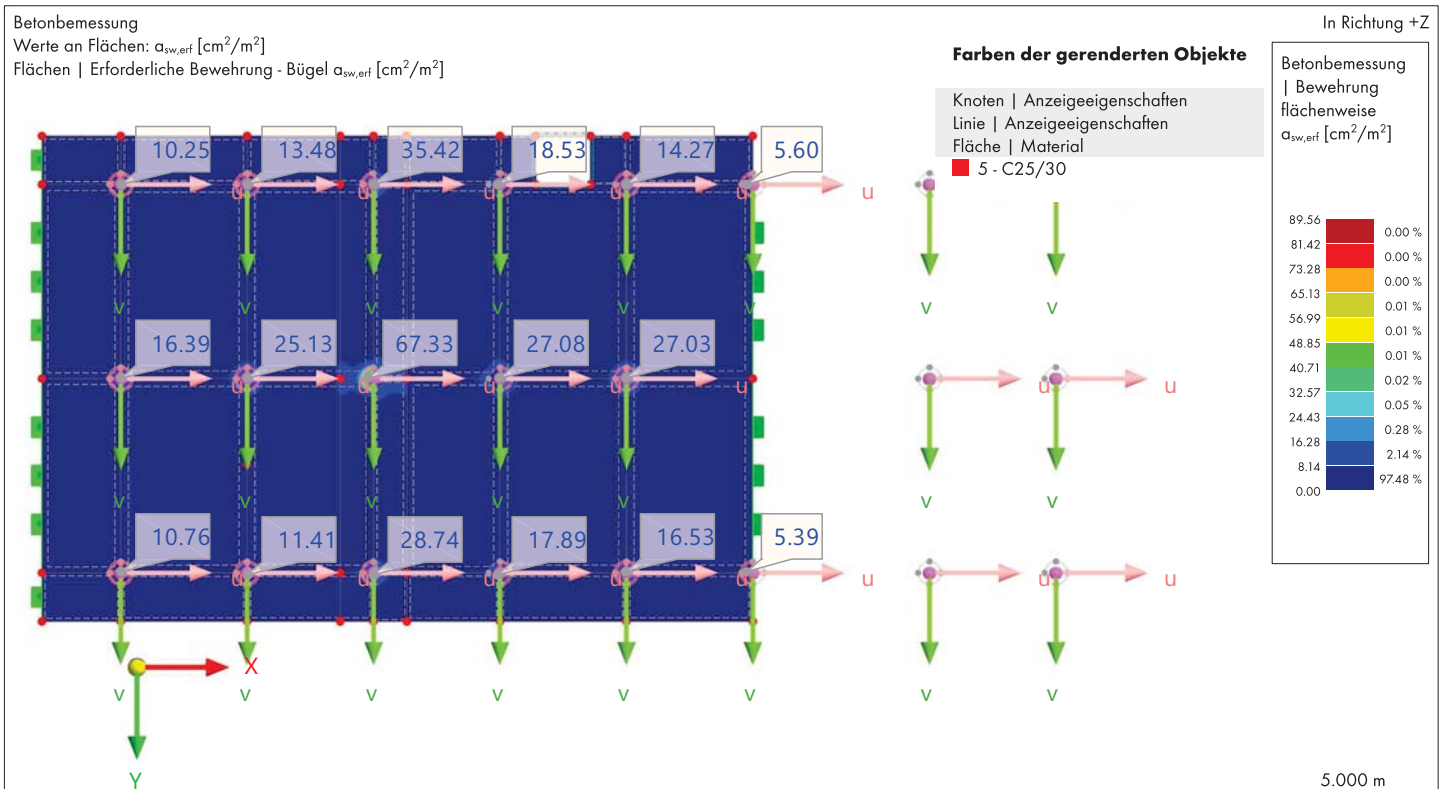 Betonbemessung
Werte an Flächen: asw,erf [cm²/m²]
Flächen | Erforderliche Bewehrung - Bügel asw,erf [cm²/m²]
In Richtung +Z
Farben der gerenderten Objekte
Knoten | Anzeigeeigenschaften
Linie | Anzeigeeigenschaften
Fläche | Material
5 - C25/30
Betonbemessung
| Bewehrung
flächenweise
asw,erf [cm²/m²]
89.56
0.00 %
81.42
0.00 %
73.28
0.00 %
65.13
0.01 %
56.99
0.01 %
48.85
0.01 %
40.71
0.02 %
32.57
0.05 %
24.43
0.28 %
16.28
2.14 %
8.14
97.48 %
0.00
10.25 13.48 35.42 18.53 14.27 5.60
u u u u
v v v v v v v v
16.39 25.13 67.33 27.08 27.03
u u u u u u
v v v v v v v
10.76 11.41 28.74 17.89 16.53 5.39
u u u u u u u
X
v v v v v v v v
Y
5.000 m